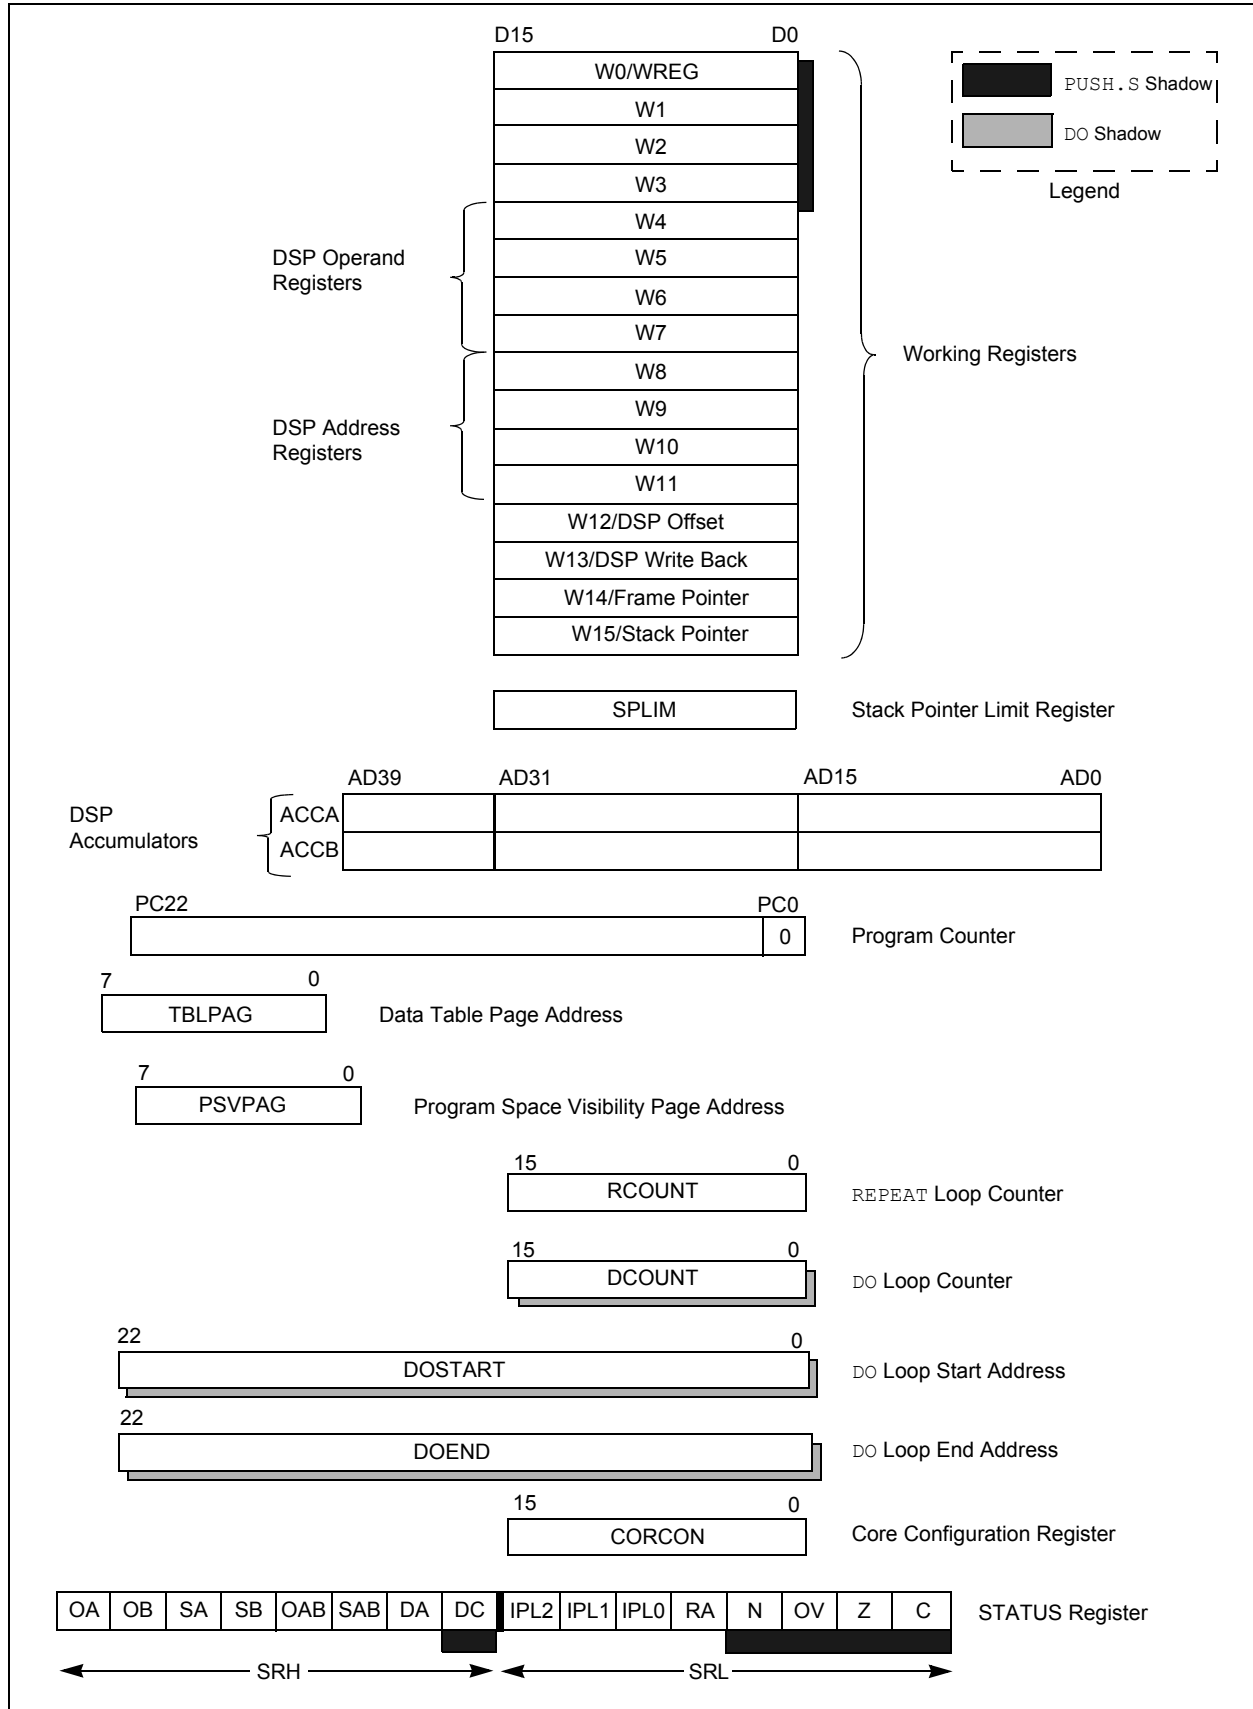 D15 D0
W0/WREG
W1
W2
W3
W4
W5
W6
W7
W8
W9
W10
W11
W12/DSP Offset
W13/DSP Write Back
W14/Frame Pointer
W15/Stack Pointer
PUSH.S Shadow
DO Shadow
Legend
DSP Operand
Registers
DSP Address
Registers
Working Registers
SPLIM Stack Pointer Limit Register
AD39 AD31 AD15 AD0
DSP
Accumulators
ACCA
ACCB
PC22 PC0
0 Program Counter
7 0
TBLPAG Data Table Page Address
7 0
PSVPAG Program Space Visibility Page Address
15 0
RCOUNT REPEAT Loop Counter
15 0
DCOUNT DO Loop Counter
22 0
DOSTART DO Loop Start Address
22
DOEND DO Loop End Address
15 0
CORCON Core Configuration Register
OA OB SA SB OAB SAB DA DC IPL2 IPL1 IPL0 RA N OV Z C STATUS Register
SRH SRL